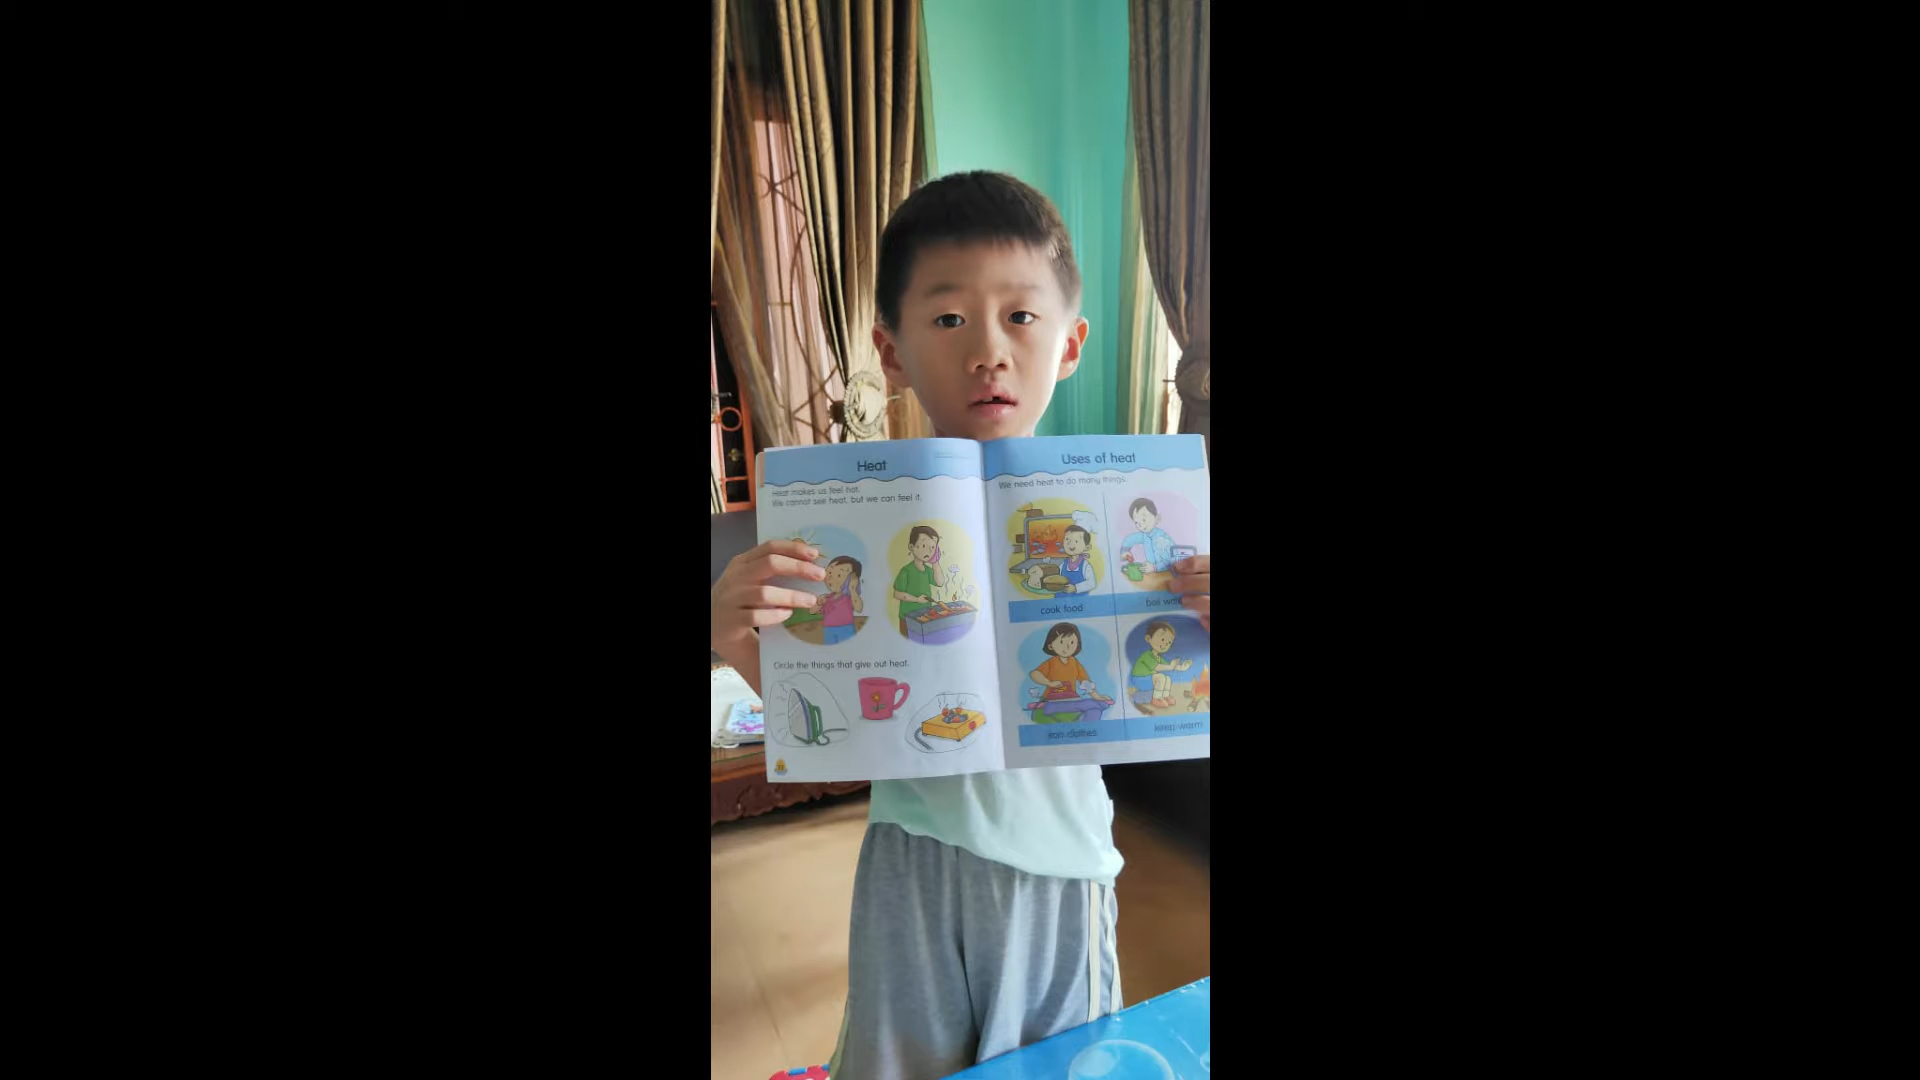 Heat
Heat makes us feel hot.
We cannot see heat, but we can feel it.
Circle the things that give out heat.
Uses of heat
We need heat to do many things.
cook food
boil
iron clothes
keep warm